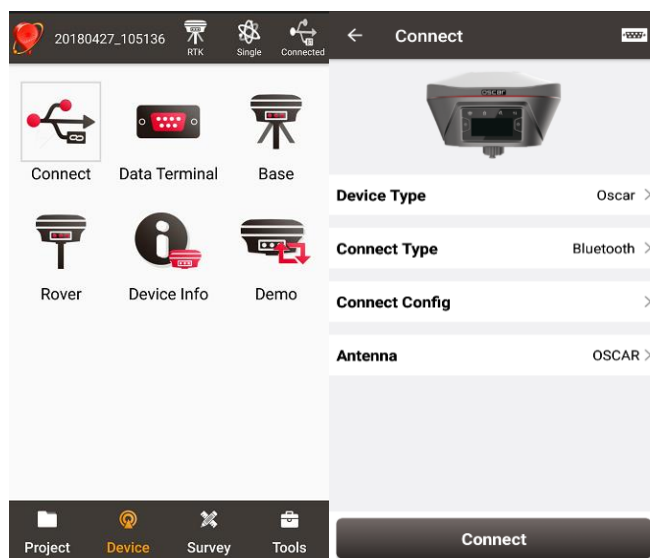 20180427_105136
RTK
Single
Connected
Connect
Data Terminal
Base
Rover
Device Info
Demo
Project
Device
Survey
Tools
Connect
OSCAR
Device Type
Oscar
Connect Type
Bluetooth
Connect Config
Antenna
OSCAR
Connect